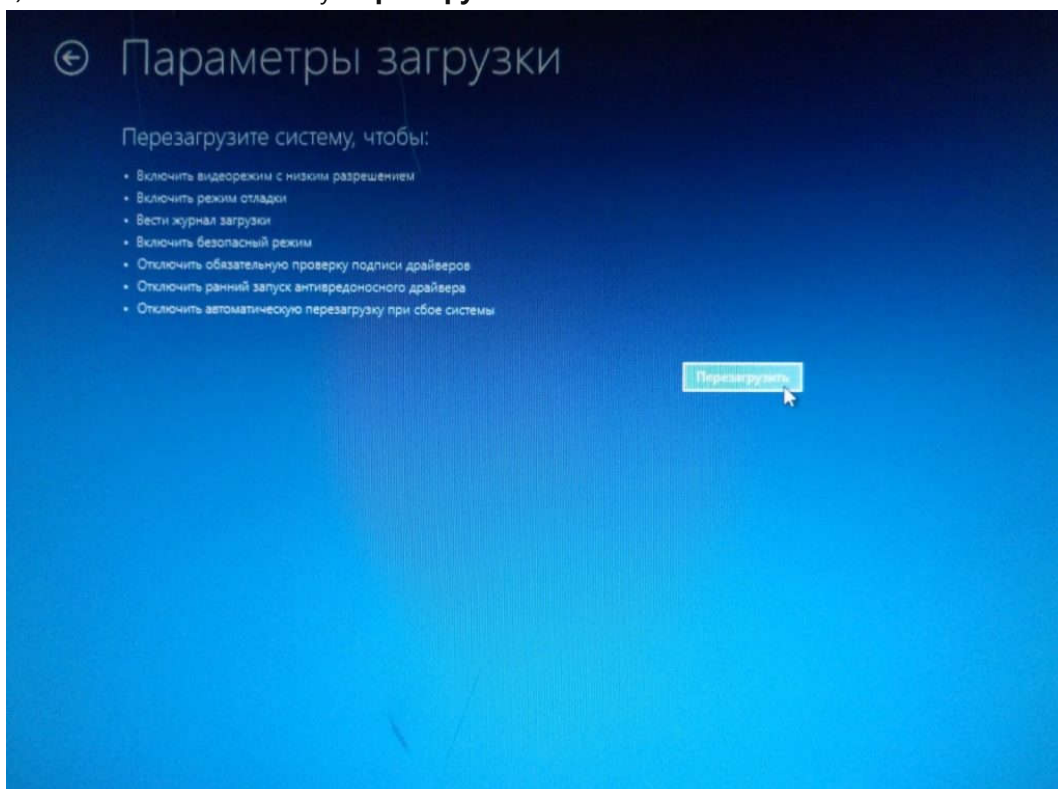 Параметры загрузки
Перезагрузите систему, чтобы:
• Включить видеорежим с низким разрешением
• Включить режим отладки
• Вести журнал загрузки
• Включить безопасный режим
• Отключить обязательную проверку подписи драйверов
• Отключить ранний запуск антивредоносного драйвера
• Отключить автоматическую перезагрузку при сбое системы
Перезагрузить